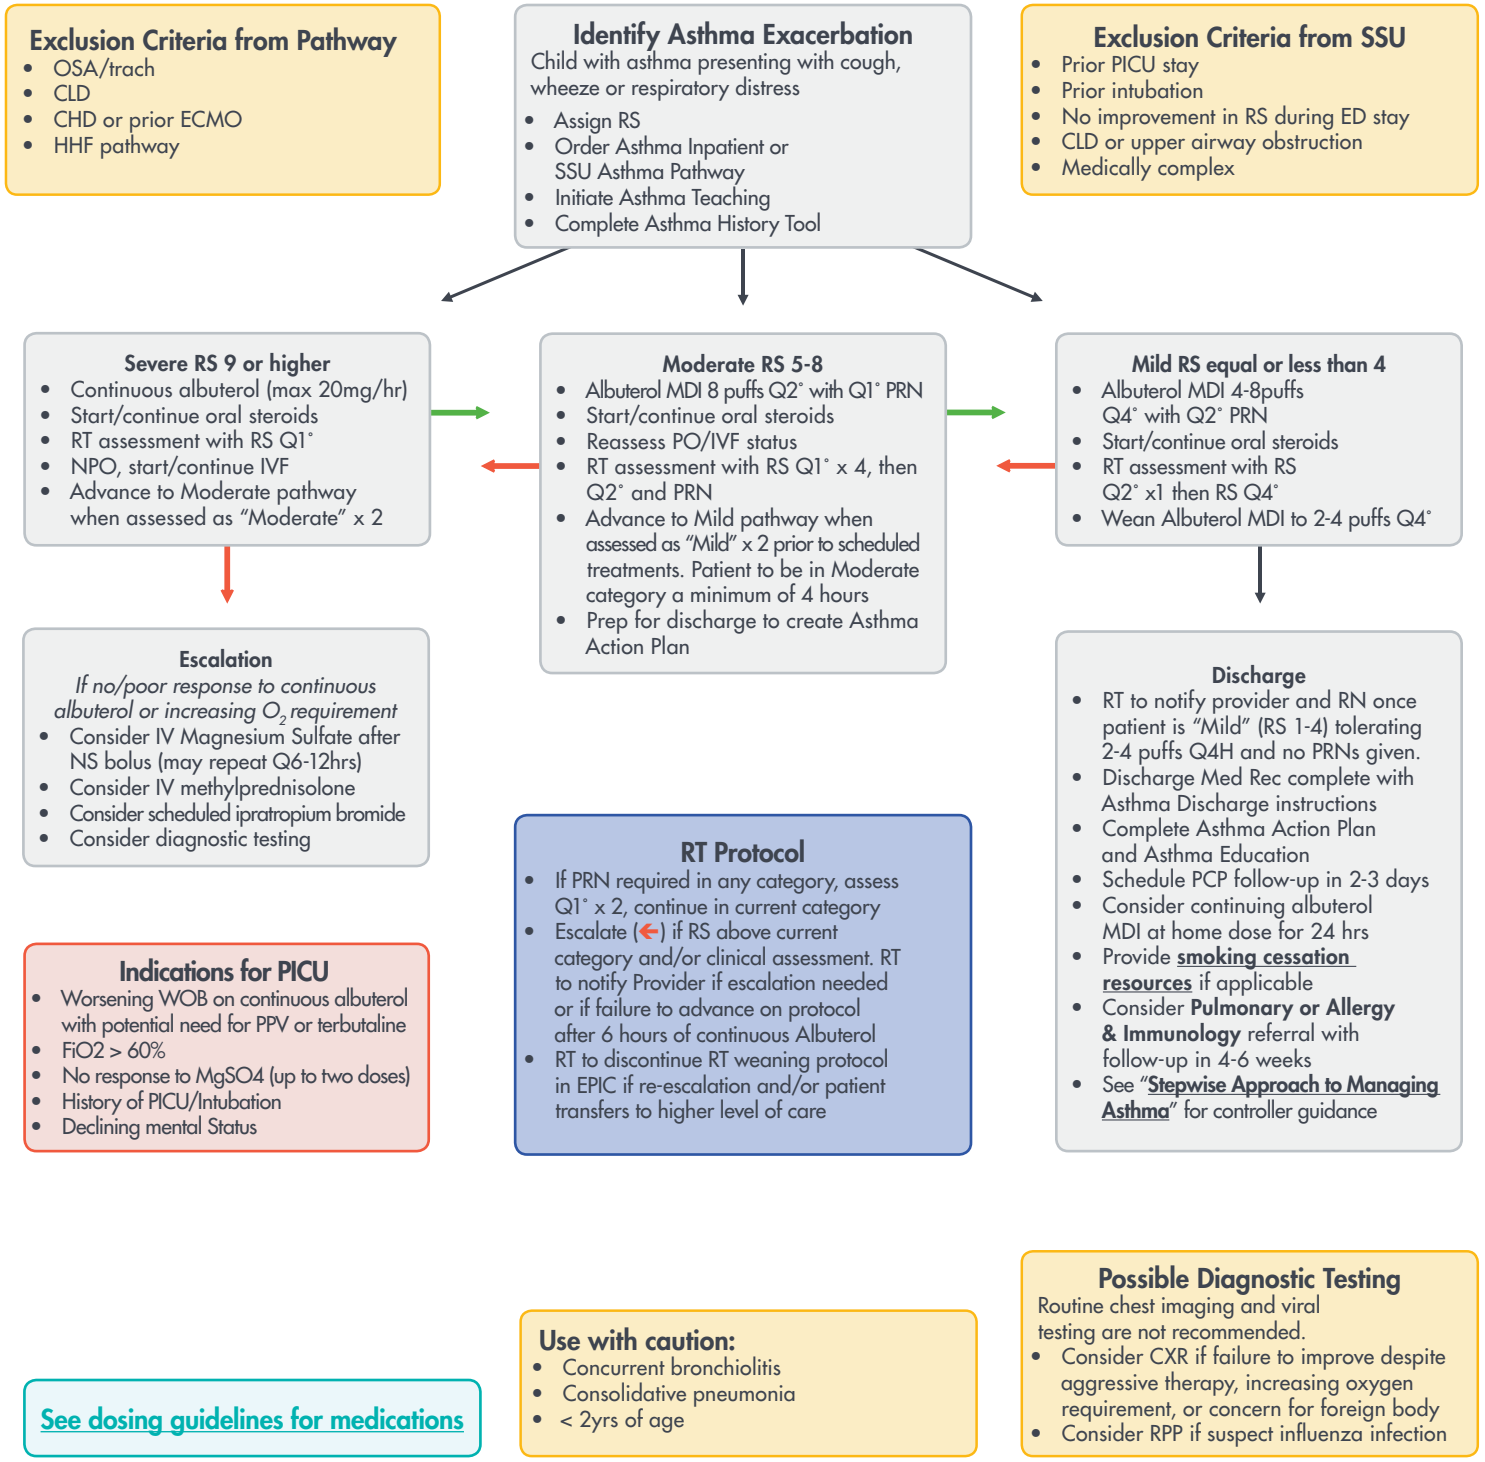 Exclusion Criteria from Pathway
• OSA/trach
• CLD
• CHD or prior ECMO
• HHF pathway
Identify Asthma Exacerbation
Child with asthma presenting with cough,
wheeze or respiratory distress
• Assign RS
• Order Asthma Inpatient or
SSU Asthma Pathway
• Initiate Asthma Teaching
• Complete Asthma History Tool
Exclusion Criteria from SSU
• Prior PICU stay
• Prior intubation
• No improvement in RS during ED stay
• CLD or upper airway obstruction
• Medically complex
Severe RS 9 or higher
• Continuous albuterol (max 20mg/hr)
• Start/continue oral steroids
• RT assessment with RS Q1˚
• NPO, start/continue IVF
• Advance to Moderate pathway
when assessed as “Moderate” x 2
Moderate RS 5-8
• Albuterol MDI 8 puffs Q2˚ with Q1˚ PRN
• Start/continue oral steroids
• Reassess PO/IVF status
• RT assessment with RS Q1˚ x 4, then
Q2˚ and PRN
• Advance to Mild pathway when
assessed as “Mild” x 2 prior to scheduled
treatments. Patient to be in Moderate
category a minimum of 4 hours
• Prep for discharge to create Asthma
Action Plan
Mild RS equal or less than 4
• Albuterol MDI 4-8puffs
Q4˚ with Q2˚ PRN
• Start/continue oral steroids
• RT assessment with RS
Q2˚ x1 then RS Q4˚
• Wean Albuterol MDI to 2-4 puffs Q4˚
Escalation
If no/poor response to continuous
albuterol or increasing O2 requirement
• Consider IV Magnesium Sulfate after
NS bolus (may repeat Q6-12hrs)
• Consider IV methylprednisolone
• Consider scheduled ipratropium bromide
• Consider diagnostic testing
Discharge
• RT to notify provider and RN once
patient is “Mild” (RS 1-4) tolerating
2-4 puffs Q4H and no PRNs given.
• Discharge Med Rec complete with
Asthma Discharge instructions
• Complete Asthma Action Plan
and Asthma Education
• Schedule PCP follow-up in 2-3 days
• Consider continuing albuterol
MDI at home dose for 24 hrs
• Provide smoking cessation
resources if applicable
• Consider Pulmonary or Allergy
& Immunology referral with
follow-up in 4-6 weeks
• See “Stepwise Approach to Managing
Asthma” for controller guidance
RT Protocol
• If PRN required in any category, assess
Q1˚ x 2, continue in current category
• Escalate (←) if RS above current
category and/or clinical assessment. RT
to notify Provider if escalation needed
or if failure to advance on protocol
after 6 hours of continuous Albuterol
• RT to discontinue RT weaning protocol
in EPIC if re-escalation and/or patient
transfers to higher level of care
Indications for PICU
• Worsening WOB on continuous albuterol
with potential need for PPV or terbutaline
• FiO2 > 60%
• No response to MgSO4 (up to two doses)
• History of PICU/Intubation
• Declining mental Status
Possible Diagnostic Testing
Routine chest imaging and viral
testing are not recommended.
• Consider CXR if failure to improve despite
aggressive therapy, increasing oxygen
requirement, or concern for foreign body
• Consider RPP if suspect influenza infection
Use with caution:
• Concurrent bronchiolitis
• Consolidative pneumonia
• < 2yrs of age
See dosing guidelines for medications